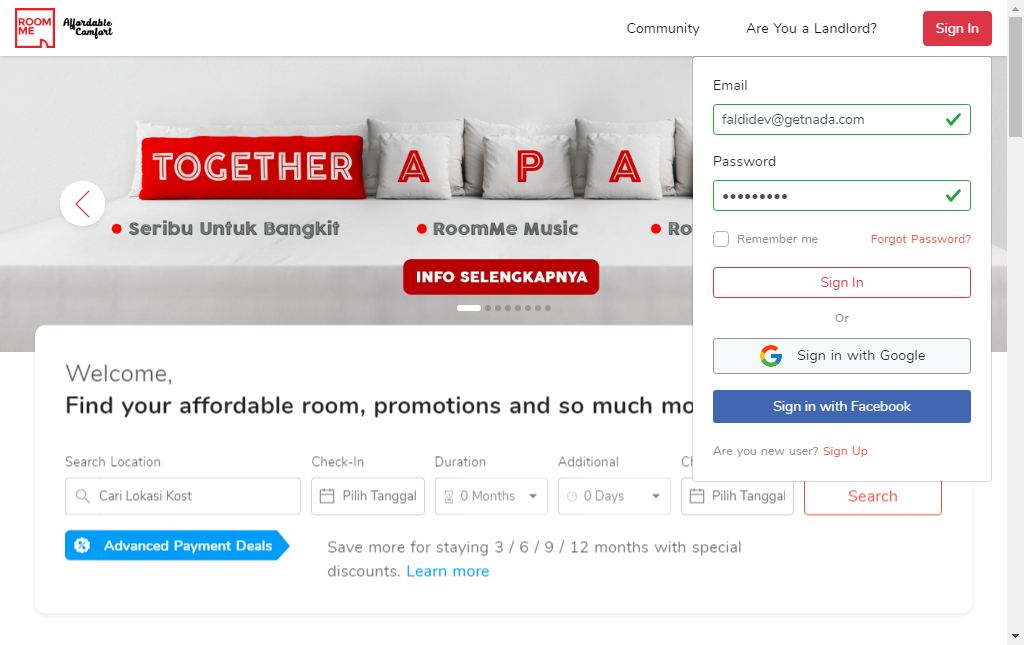 ROOM
ME
Affordable
Comfort
Community
Are You a Landlord?
Sign In
Email
faldidev@getnada.com
Password
•••••••••
Remember me
Forgot Password?
Sign In
Or
Sign in with Google
Sign in with Facebook
Are you new user? Sign Up
TOGETHER A P A
Seribu Untuk Bangkit
RoomMe Music
Ro
INFO SELENGKAPNYA
Welcome,
Find your affordable room, promotions and so much mo
Search Location
Check-In
Duration
Additional
Ch
Cari Lokasi Kost
Pilih Tanggal
0 Months
0 Days
Pilih Tanggal
Search
Advanced Payment Deals
Save more for staying 3 / 6 / 9 / 12 months with special
discounts. Learn more